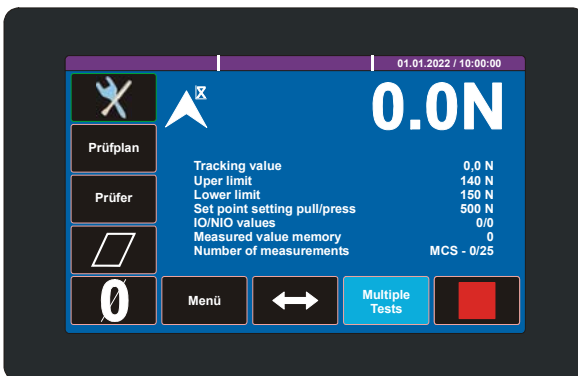 01.01.2022 / 10:00:00
0.0N
Prüfplan
Prüfer
Tracking value 0,0 N
Uper limit 140 N
Lower limit 150 N
Set point setting pull/press 500 N
IO/NIO values 0/0
Measured value memory 0
Number of measurements MCS - 0/25
0
Menü
Multiple
Tests